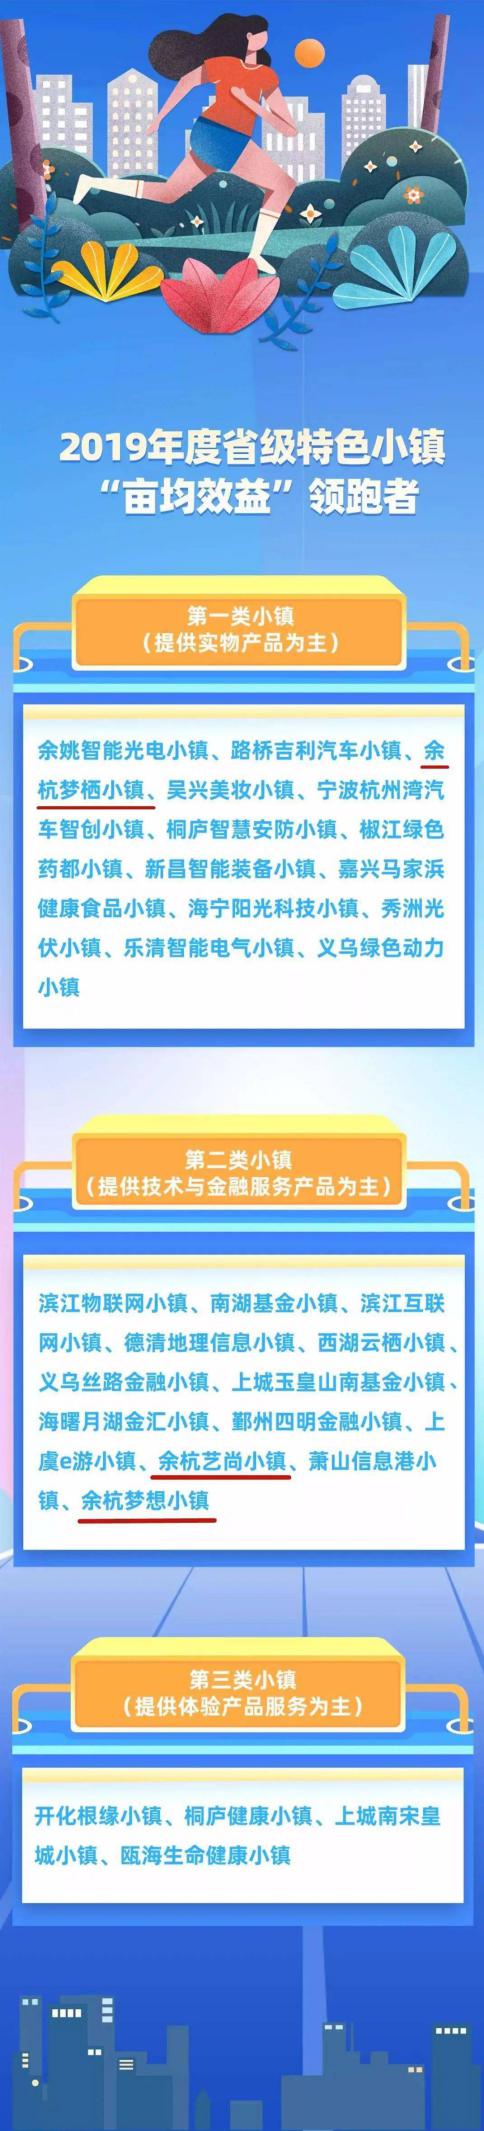 2019年度省级特色小镇
“亩均效益”领跑者
第一类小镇
（提供实物产品为主）
余姚智能光电小镇、路桥吉利汽车小镇、余
杭梦栖小镇、吴兴美妆小镇、宁波杭州湾汽
车智创小镇、桐庐智慧安防小镇、椒江绿色
药都小镇、新昌智能装备小镇、嘉兴马家浜
健康食品小镇、海宁阳光科技小镇、秀洲光
伏小镇、乐清智能电气小镇、义乌绿色动力
小镇
第二类小镇
（提供技术与金融服务产品为主）
滨江物联网小镇、南湖基金小镇、滨江互联
网小镇、德清地理信息小镇、西湖云栖小镇、
义乌丝路金融小镇、上城玉皇山南基金小镇、
海曙月湖金汇小镇、鄞州四明金融小镇、上
虞e游小镇、余杭艺尚小镇、萧山信息港小
镇、余杭梦想小镇
第三类小镇
（提供体验产品服务为主）
开化根缘小镇、桐庐健康小镇、上城南宋皇
城小镇、瓯海生命健康小镇